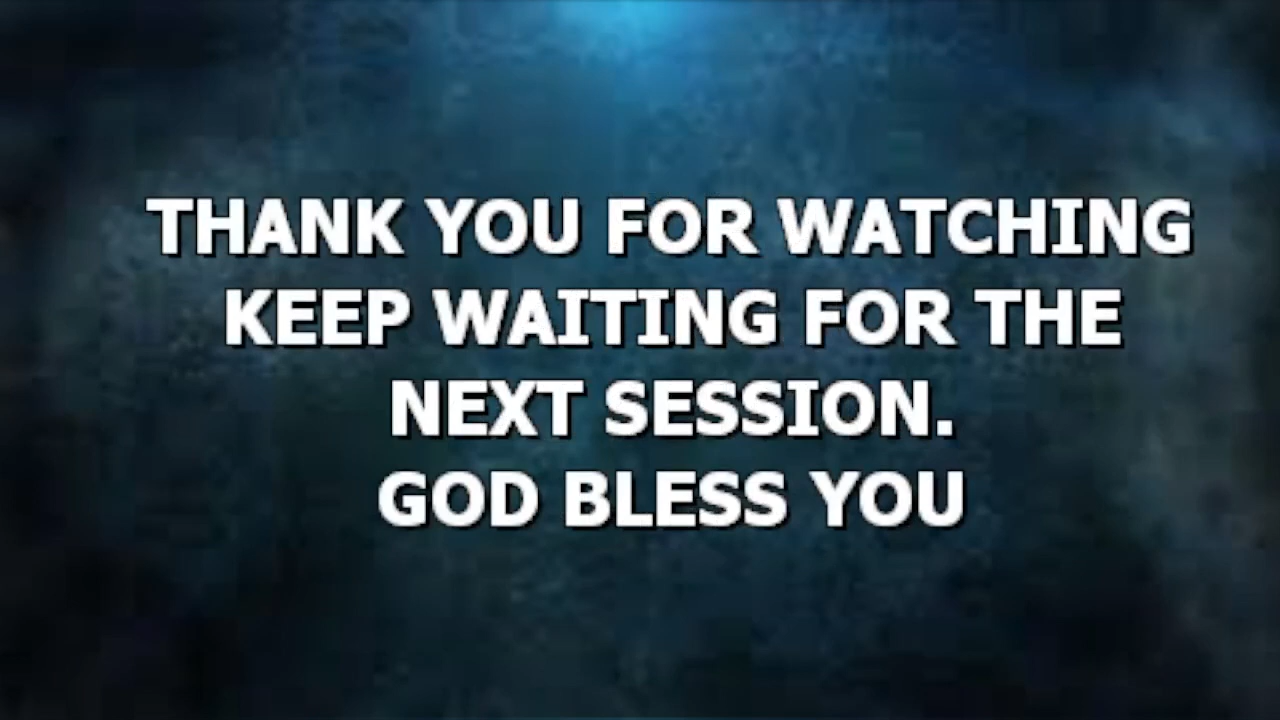 THANK YOU FOR WATCHING
KEEP WAITING FOR THE
NEXT SESSION.
GOD BLESS YOU